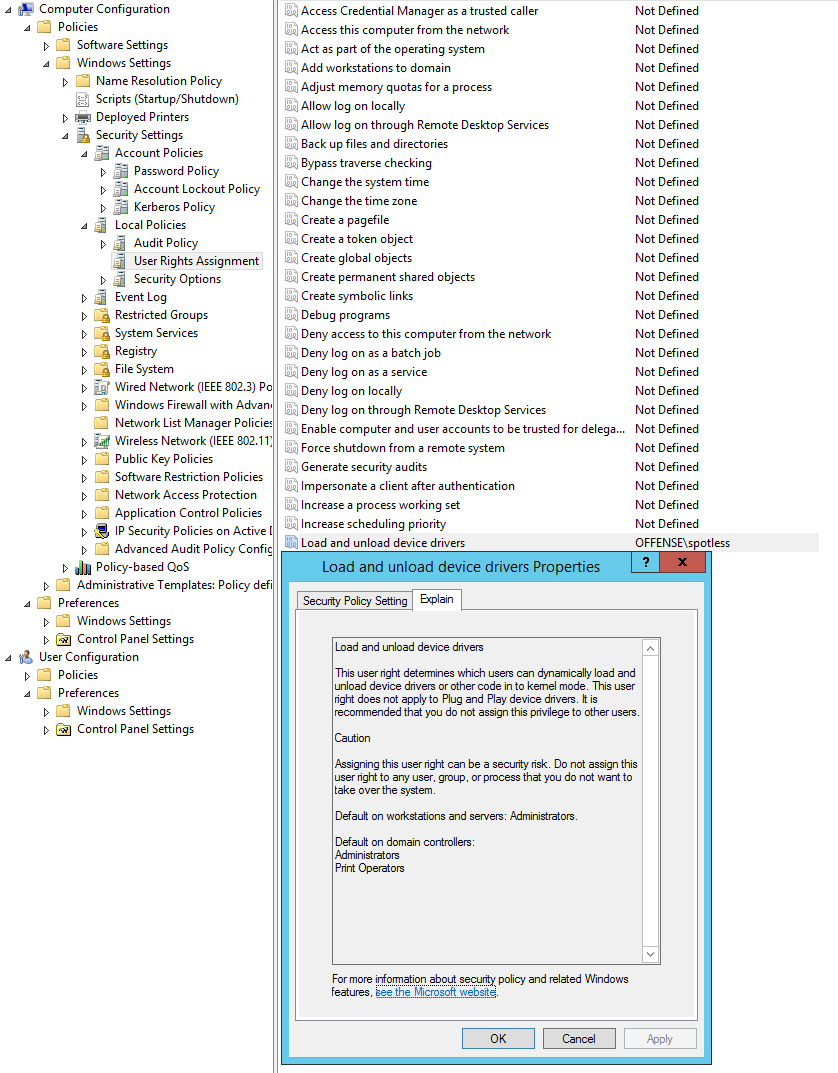 Computer Configuration
Policies
Software Settings
Windows Settings
Name Resolution Policy
Scripts (Startup/Shutdown)
Deployed Printers
Security Settings
Account Policies
Password Policy
Account Lockout Policy
Kerberos Policy
Local Policies
Audit Policy
User Rights Assignment
Security Options
Event Log
Restricted Groups
System Services
Registry
File System
Wired Network (IEEE 802.3) Po
Windows Firewall with Advan
Network List Manager Policies
Wireless Network (IEEE 802.11)
Public Key Policies
Software Restriction Policies
Network Access Protection
Application Control Policies
IP Security Policies on Active D
Advanced Audit Policy Config
Policy-based QoS
Administrative Templates: Policy defi
Preferences
Windows Settings
Control Panel Settings
User Configuration
Policies
Preferences
Windows Settings
Control Panel Settings
Access Credential Manager as a trusted caller Not Defined
Access this computer from the network Not Defined
Act as part of the operating system Not Defined
Add workstations to domain Not Defined
Adjust memory quotas for a process Not Defined
Allow log on locally Not Defined
Allow log on through Remote Desktop Services Not Defined
Back up files and directories Not Defined
Bypass traverse checking Not Defined
Change the system time Not Defined
Change the time zone Not Defined
Create a pagefile Not Defined
Create a token object Not Defined
Create global objects Not Defined
Create permanent shared objects Not Defined
Create symbolic links Not Defined
Debug programs Not Defined
Deny access to this computer from the network Not Defined
Deny log on as a batch job Not Defined
Deny log on as a service Not Defined
Deny log on locally Not Defined
Deny log on through Remote Desktop Services Not Defined
Enable computer and user accounts to be trusted for delega... Not Defined
Force shutdown from a remote system Not Defined
Generate security audits Not Defined
Impersonate a client after authentication Not Defined
Increase a process working set Not Defined
Increase scheduling priority Not Defined
Load and unload device drivers OFFENSE\spotless
Load and unload device drivers Properties ? x
Security Policy Setting Explain
Load and unload device drivers
This user right determines which users can dynamically load and
unload device drivers or other code in to kernel mode. This user
right does not apply to Plug and Play device drivers. It is
recommended that you do not assign this privilege to other users.
Caution
Assigning this user right can be a security risk. Do not assign this
user right to any user, group, or process that you do not want to
take over the system.
Default on workstations and servers: Administrators.
Default on domain controllers:
Administrators
Print Operators
For more information about security policy and related Windows
features, see the Microsoft website.
OK Cancel Apply